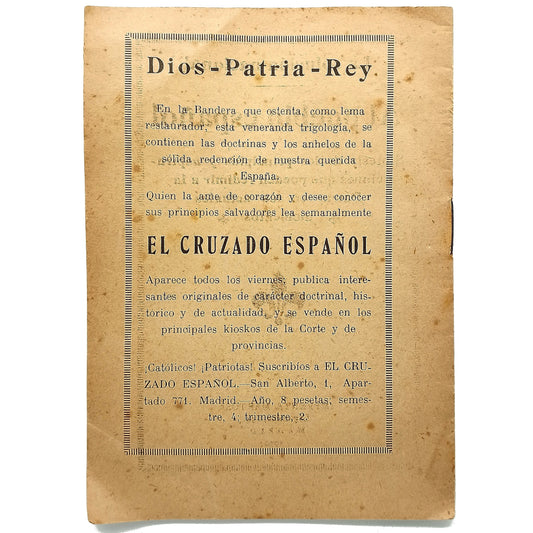 Dios-Patria-Rey
En la Bandera que ostenta, como lema
restaurador, esta veneranda trigología, se
contienen las doctrinas y los anhelos de la
sólida redención de nuestra querida
España.
Quien la ame de corazón y desee conocer
sus principios salvadores lea semanalmente
EL CRUZADO ESPAÑOL
Aparece todos los viernes; publica intere-
santes originales de carácter doctrinal, his-
tórico y de actualidad, y se vende en los
principales kioskos de la Corte y de
provincias.
¡Católicos! ¡Patriotas! Suscribíos a EL CRU-
ZADO ESPAÑOL.—San Alberto, 1, Apar-
tado 771. Madrid.—Año, 8 pesetas; semes-
tre, 4; trimestre, 2.